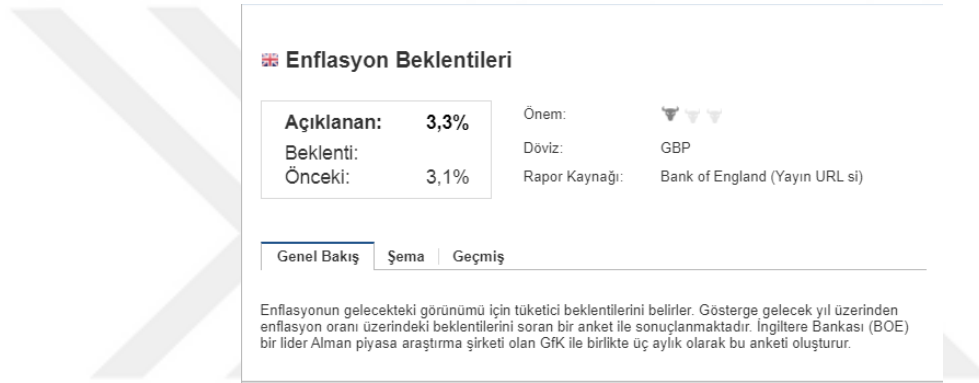 Enflasyon Beklentileri
Açıklanan: 3,3%
Beklenti:
Önceki: 3,1%
Önem:
Döviz: GBP
Rapor Kaynağı: Bank of England (Yayın URL si)
Genel Bakış Şema Geçmiş
Enflasyonun gelecekteki görünümü için tüketici beklentilerini belirler. Gösterge gelecek yıl üzerinden
enflasyon oranı üzerindeki beklentilerini soran bir anket ile sonuçlanmaktadır. İngiltere Bankası (BOE)
bir lider Alman piyasa araştırma şirketi olan GfK ile birlikte üç aylık olarak bu anketi oluşturur.